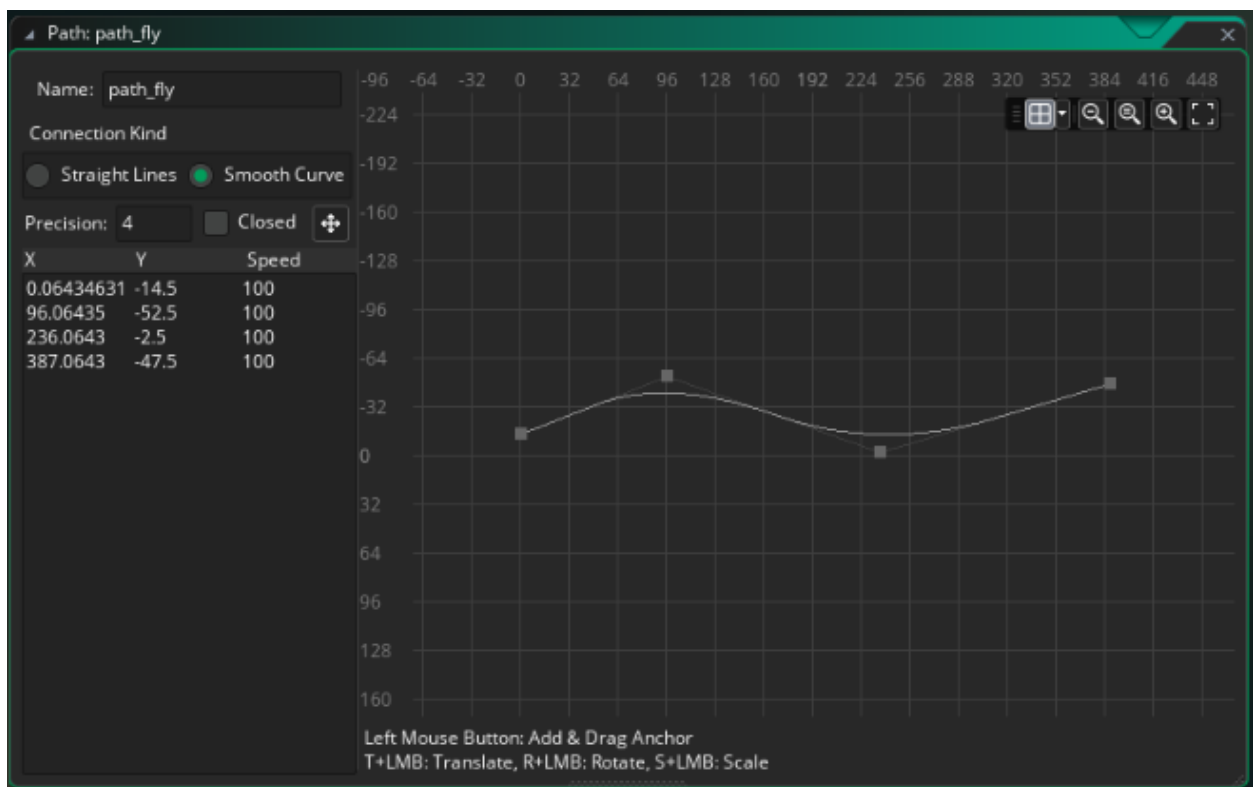 Path: path_fly
Name: path_fly
Connection Kind
Straight Lines Smooth Curve
Precision: 4 Closed
X Y Speed
0.06434631 -14.5 100
96.06435 -52.5 100
236.0643 -2.5 100
387.0643 -47.5 100
-96 -64 -32 0 32 64 96 128 160 192 224 256 288 320 352 384 416 448
-224
-192
-160
-128
-96
-64
-32
0
32
64
96
128
160
Left Mouse Button: Add & Drag Anchor
T+LMB: Translate, R+LMB: Rotate, S+LMB: Scale